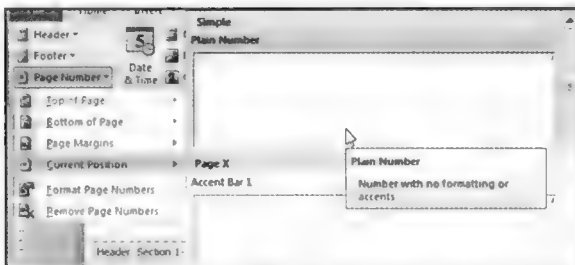 Home
Header
Footer
Page Number
5
Date
& Time
Top of Page
Bottom of Page
Page Margins
Current Position
Format Page Numbers
Remove Page Numbers
Header Section 1-
Simple
Plain Number
Page X
Accent Bar 1
Plain Number
Number with no formatting or
accents